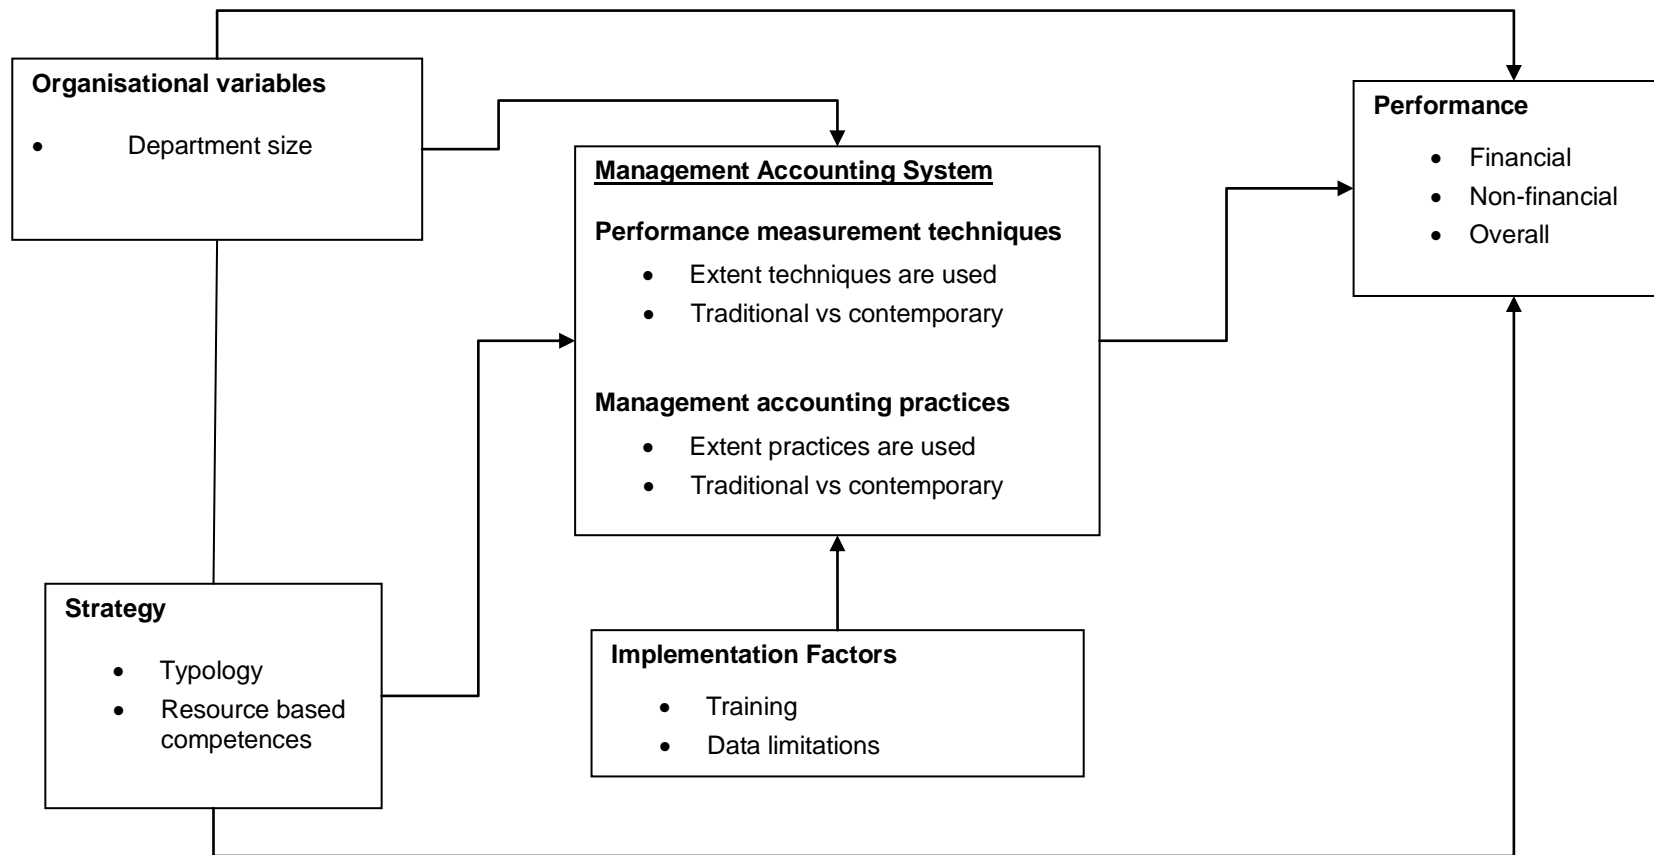 Organisational variables
• Department size
Performance
• Financial
• Non-financial
• Overall
Management Accounting System
Performance measurement techniques
• Extent techniques are used
• Traditional vs contemporary
Management accounting practices
• Extent practices are used
• Traditional vs contemporary
Strategy
• Typology
• Resource based
competences
Implementation Factors
• Training
• Data limitations